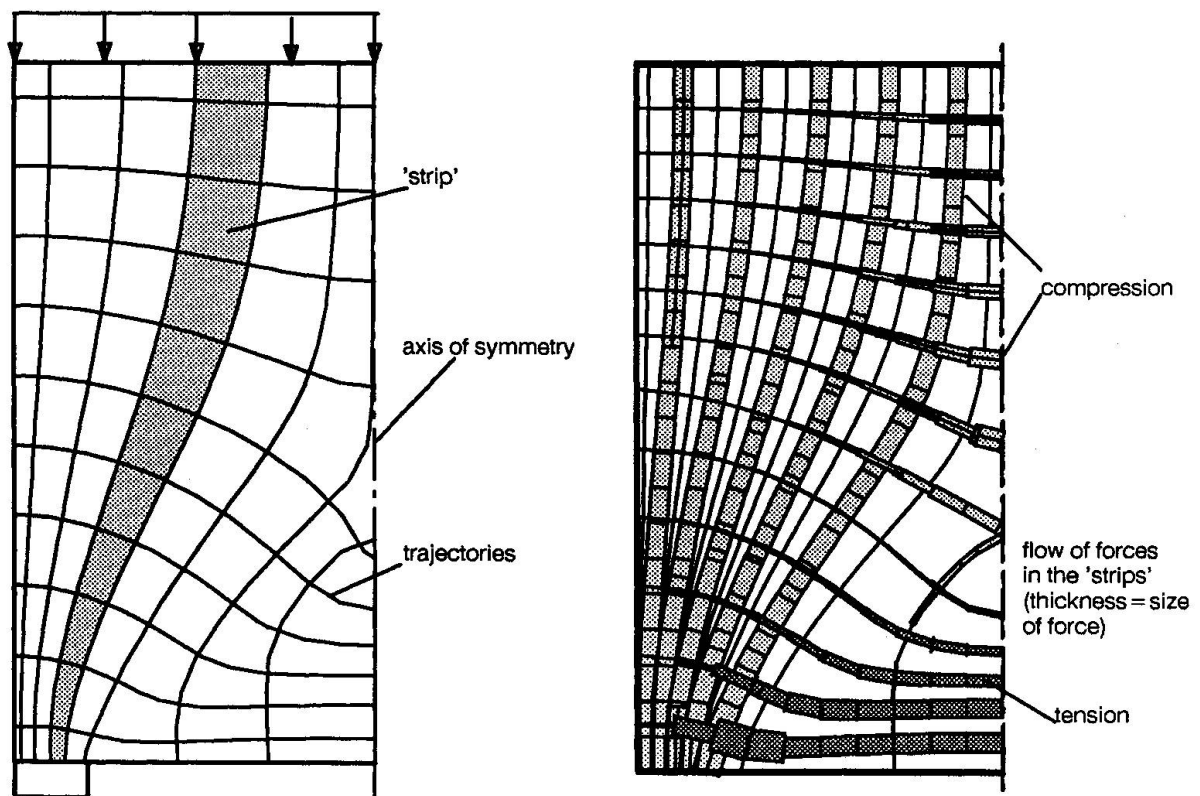 'strip'
axis of symmetry
trajectories
compression
flow of forces
in the 'strips'
(thickness = size
of force)
tension